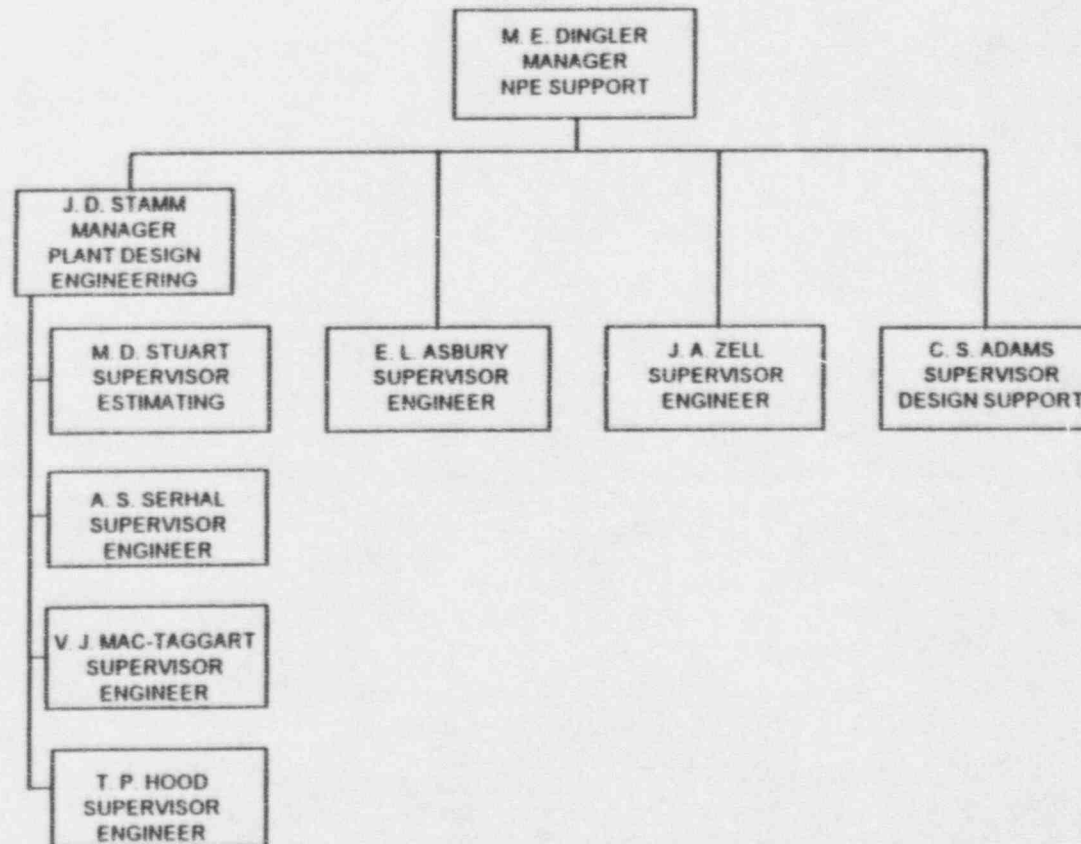 M. E. DINGLER
MANAGER
NPE SUPPORT
J. D. STAMM
MANAGER
PLANT DESIGN
ENGINEERING
M. D. STUART
SUPERVISOR
ESTIMATING
E. L. ASBURY
SUPERVISOR
ENGINEER
J. A. ZELL
SUPERVISOR
ENGINEER
C. S. ADAMS
SUPERVISOR
DESIGN SUPPORT
A. S. SERHAL
SUPERVISOR
ENGINEER
V. J. MAC-TAGGART
SUPERVISOR
ENGINEER
T. P. HOOD
SUPERVISOR
ENGINEER